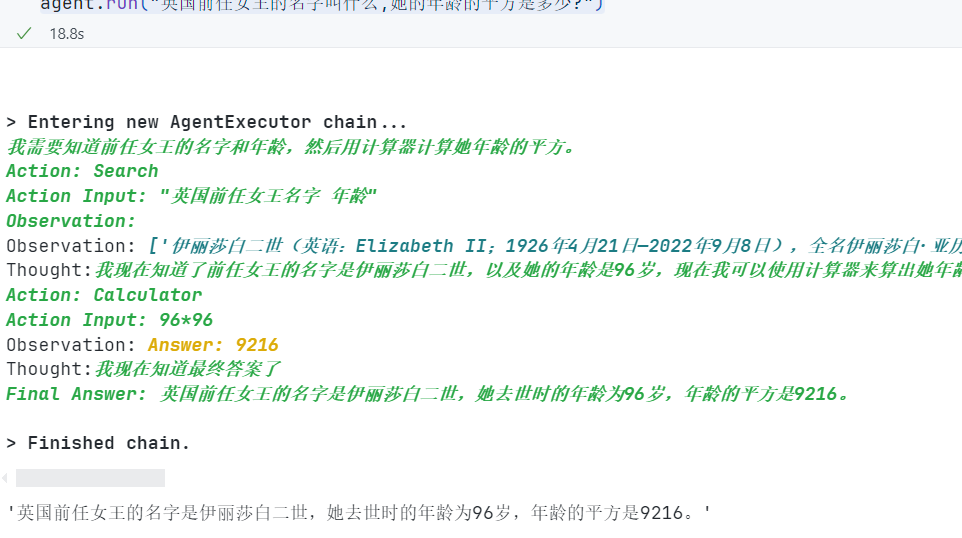 agent.run("英国前任女王的名字叫什么,她的年龄的平方是多少?")
18.8s
> Entering new AgentExecutor chain...
我需要知道前任女王的名字和年龄，然后用计算器计算她年龄的平方。
Action: Search
Action Input: "英国前任女王名字 年龄"
Observation:
Observation: ['伊丽莎白二世（英语：Elizabeth II；1926年4月21日—2022年9月8日），全名伊丽莎白·亚历
Thought:我现在知道了前任女王的名字是伊丽莎白二世，以及她的年龄是96岁，现在我可以使用计算器来算出她年龄
Action: Calculator
Action Input: 96*96
Observation: Answer: 9216
Thought:我现在知道最终答案了
Final Answer: 英国前任女王的名字是伊丽莎白二世，她去世时的年龄为96岁，年龄的平方是9216。
> Finished chain.
'英国前任女王的名字是伊丽莎白二世，她去世时的年龄为96岁，年龄的平方是9216。'